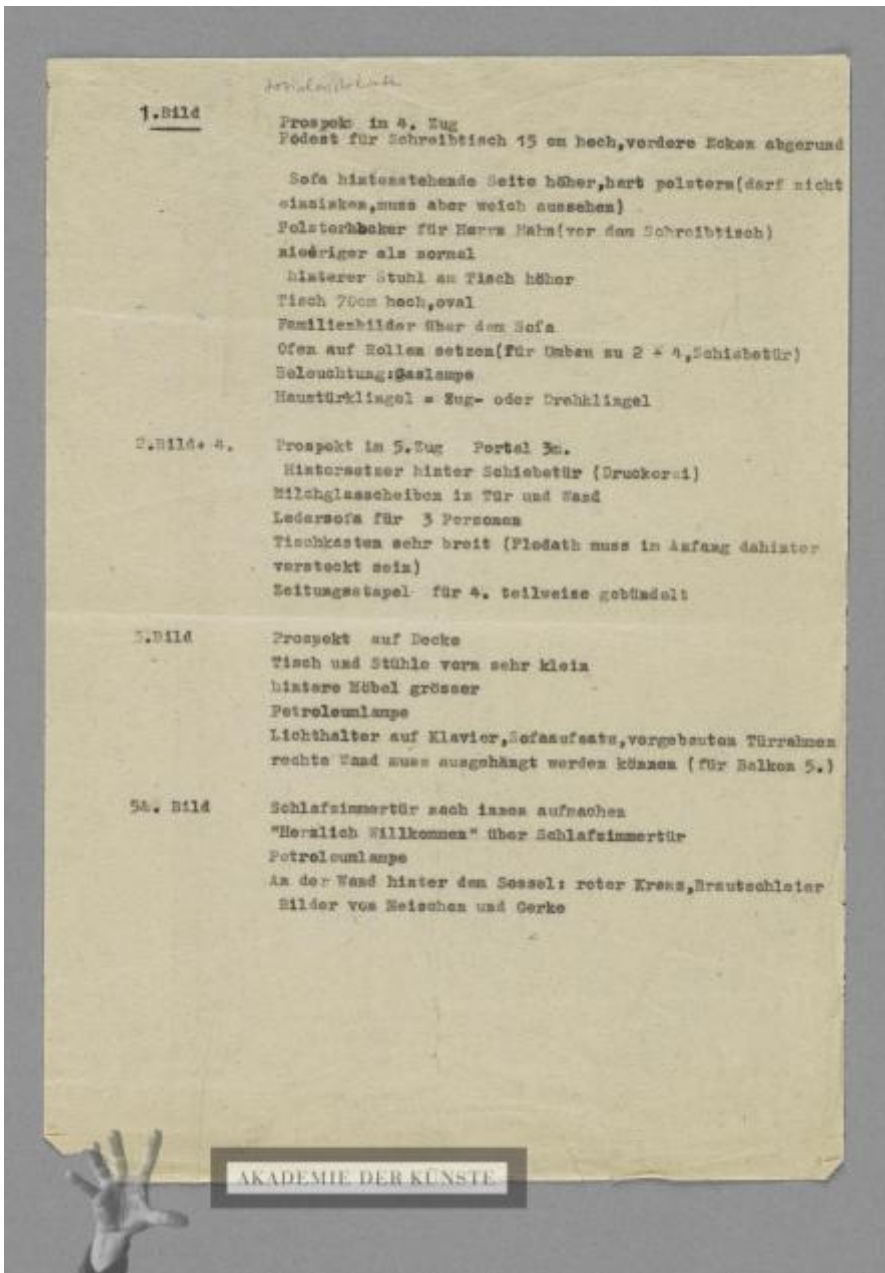 1.Bild
Prospekt in 4. Zug
Podest für Schreibtisch 15 cm hoch,vordere Ecken abgerund
Sofa hintenstehende Seite höher,hart polstern(darf nicht
einsinken,muss aber weich aussehen)
Polsterhocker für Herrn Hahn(vor dem Schreibtisch)
niedriger als normal
hinterer Stuhl am Tisch höher
Tisch 70cm hoch,oval
Familienbilder über dem Sofa
Ofen auf Rollen setzen(für Umbau zu 2 + 4,Schiebetür)
Beleuchtung:Gaslampe
Haustürklingel = Zug- oder Drehklingel
2.Bild+ 4. Prospekt im 5.Zug Portal 3m.
Hintersetzer hinter Schiebetür (Druckerei)
Milchglasscheiben in Tür und Wand
Ledersofa für 3 Personen
Tischkasten sehr breit (Flodath muss im Anfang dahinter
versteckt sein)
Zeitungsstapel für 4. teilweise gebündelt
3.Bild Prospekt auf Decke
Tisch und Stühle vorn sehr klein
hintere Möbel grösser
Petroleumlampe
Lichthalter auf Klavier,Sofaaufsatz,vorgebauten Türrahmen
rechte Wand muss ausgehängt werden können (für Balkon 5.)
5A. Bild Schlafzimmertür nach innen aufmachen
"Herzlich Willkommen" über Schlafzimmertür
Petroleumlampe
An der Wand hinter dem Sessel: roter Kranz,Brautschleier
Bilder von und Gerke
AKADEMIE DER KÜNSTE